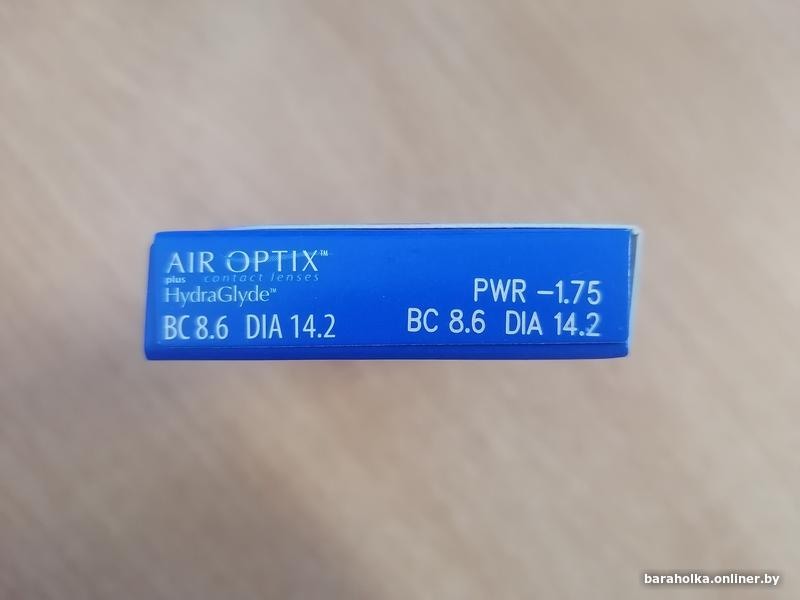 AIR OPTIX™
plus contact lenses
HydraGlyde™
BC 8.6 DIA 14.2
PWR –1.75
BC 8.6 DIA 14.2
baraholka.onliner.by